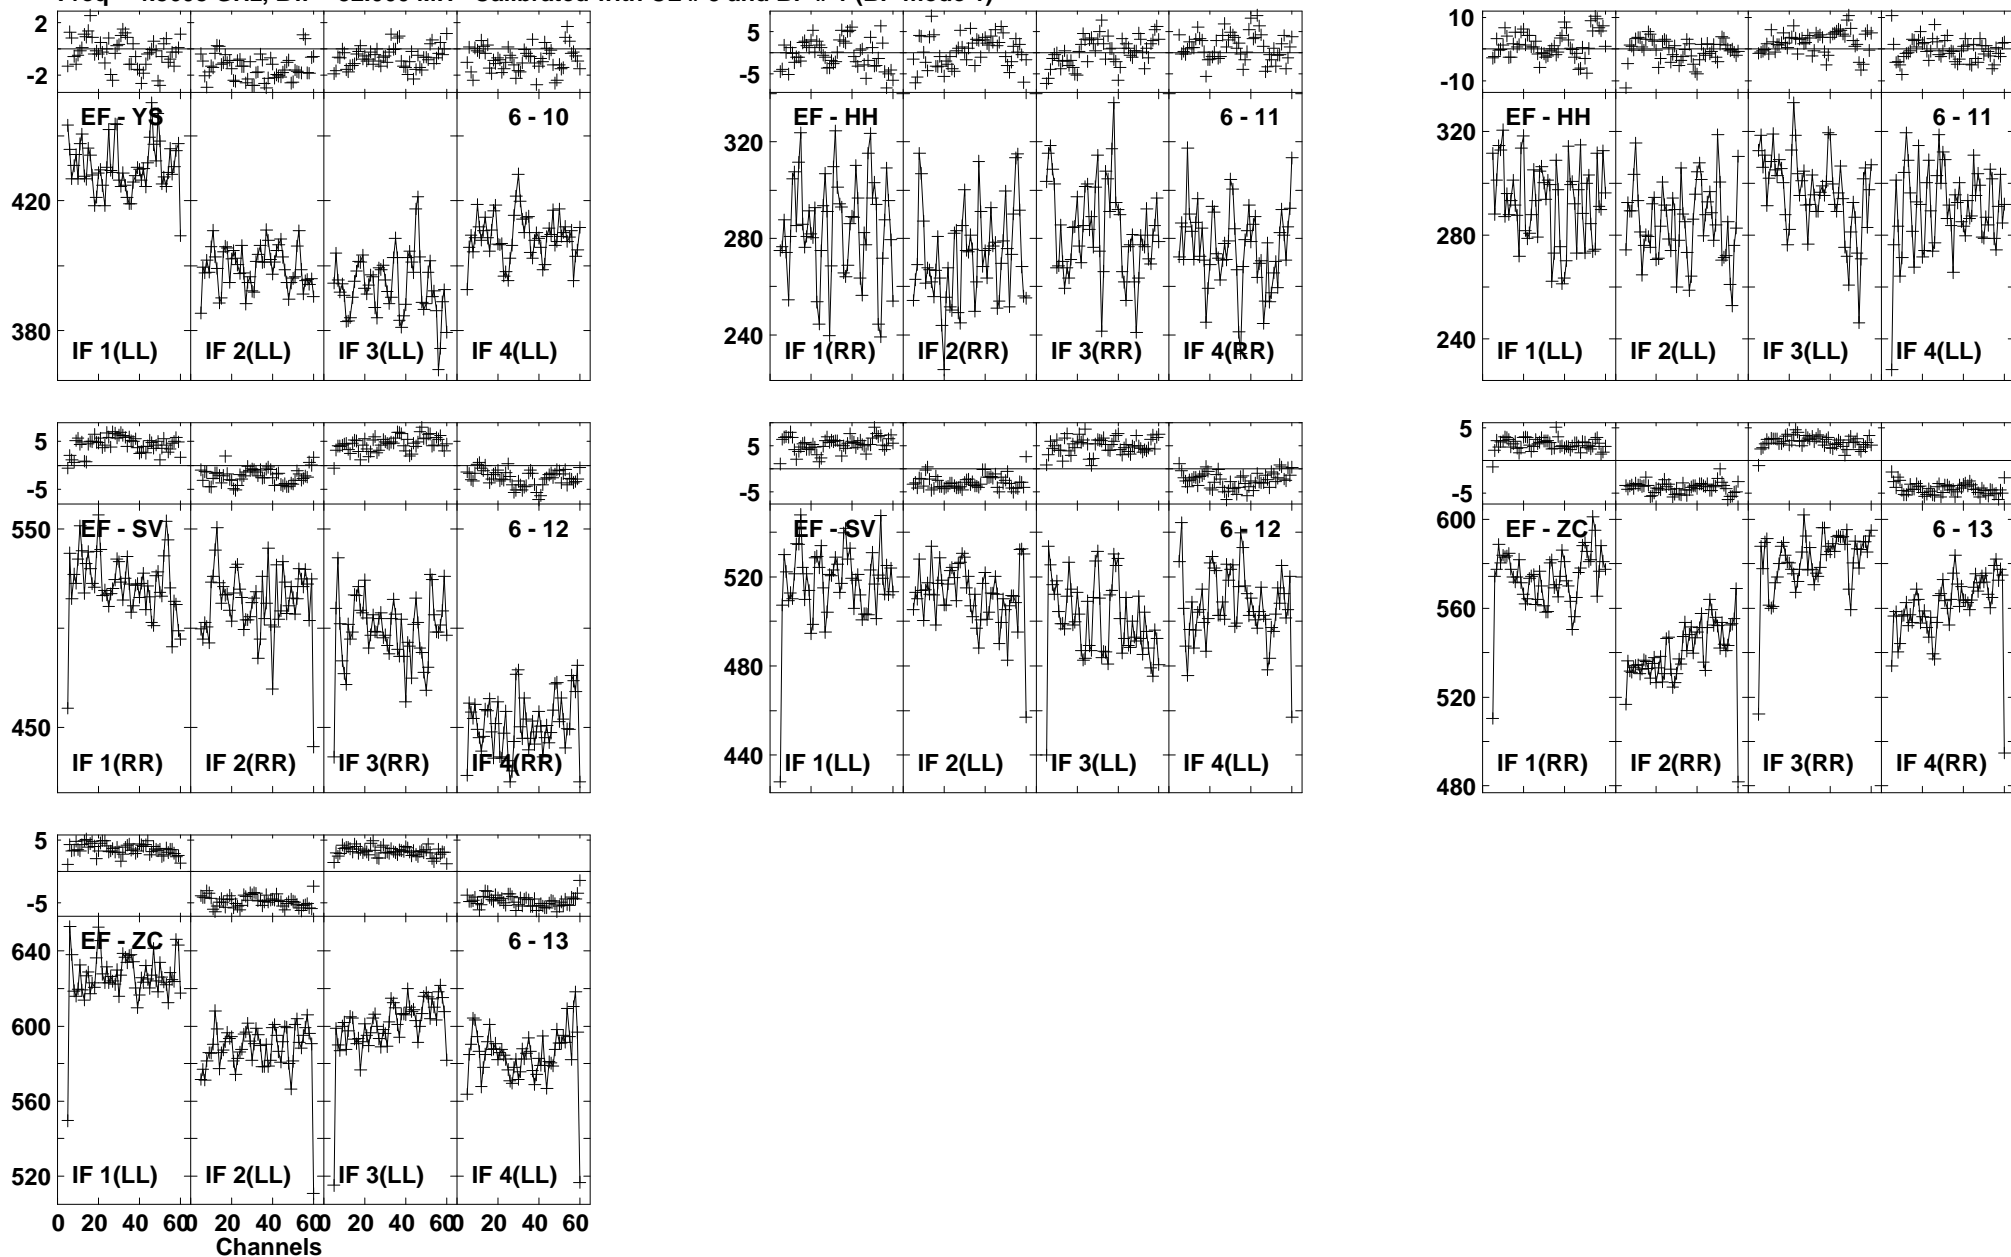 2
-2
EF - YS
6 - 10
420
380
IF 1(LL)
IF 2(LL)
IF 3(LL)
IF 4(LL)
5
-5
EF - HH
6 - 11
320
280
240
IF 1(RR)
IF 2(RR)
IF 3(RR)
IF 4(RR)
10
-10
EF - HH
6 - 11
320
280
240
IF 1(LL)
IF 2(LL)
IF 3(LL)
IF 4(LL)
5
-5
EF - SV
6 - 12
550
450
IF 1(RR)
IF 2(RR)
IF 3(RR)
IF 4(RR)
5
-5
EF - SV
6 - 12
520
480
440
IF 1(LL)
IF 2(LL)
IF 3(LL)
IF 4(LL)
5
-5
EF - ZC
6 - 13
600
560
520
480
IF 1(RR)
IF 2(RR)
IF 3(RR)
IF 4(RR)
5
-5
EF - ZC
6 - 13
640
600
560
520
IF 1(LL)
IF 2(LL)
IF 3(LL)
IF 4(LL)
0 20 40 60 0 20 40 60 0 20 40 60 0 20 40 60
Channels